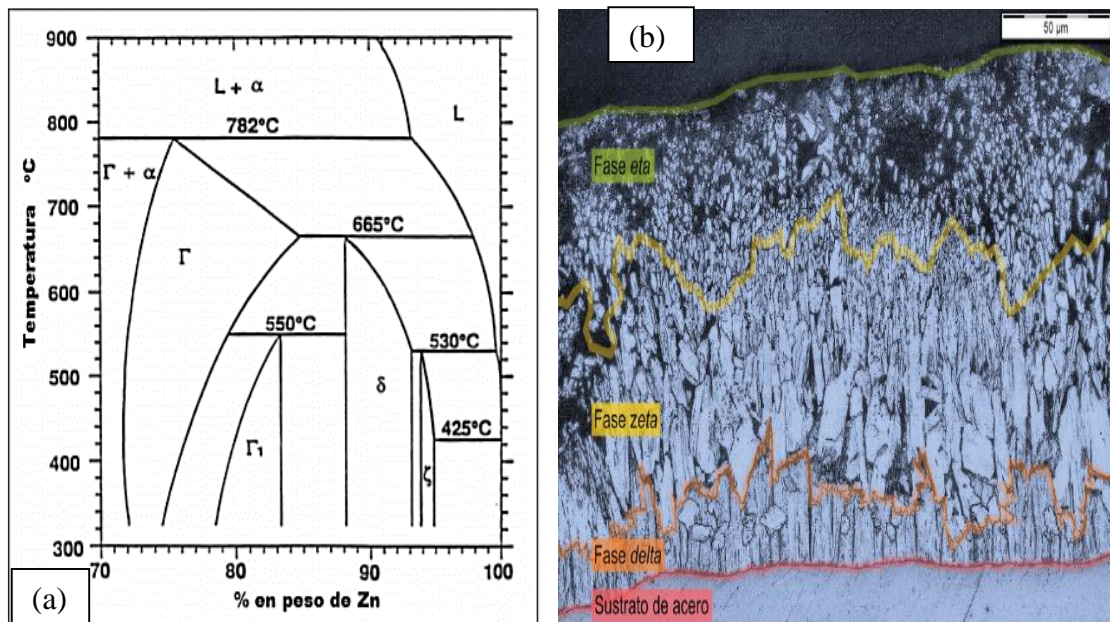 900
800
700
600
500
400
300
Temperatura °C
L + α
L
782°C
Γ + α
665°C
Γ
550°C
530°C
δ
425°C
Γ₁
ζ
70
80
90
100
% en peso de Zn
(a)
(b)
50 µm
Fase eta
Fase zeta
Fase delta
Sustrato de acero